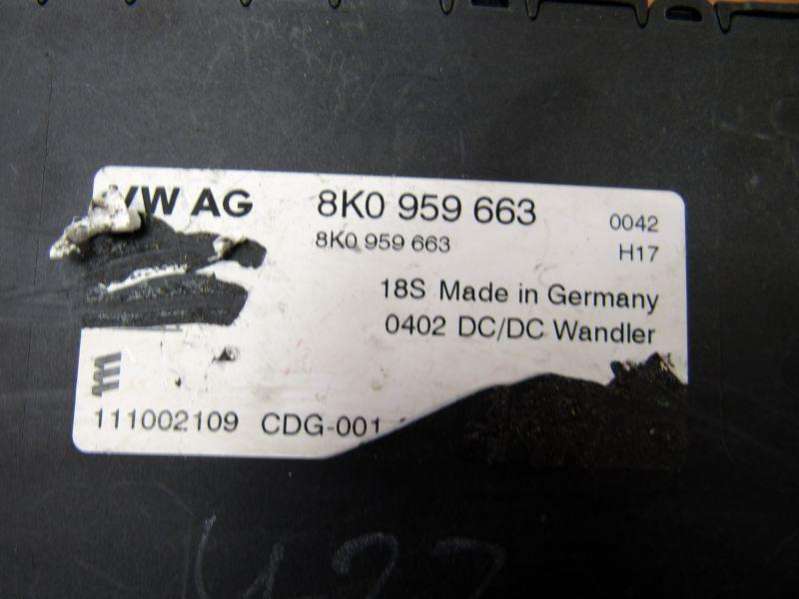 VW AG 8K0 959 663 0042
8K0 959 663 H17
18S Made in Germany
0402 DC/DC Wandler
111002109 CDG-001